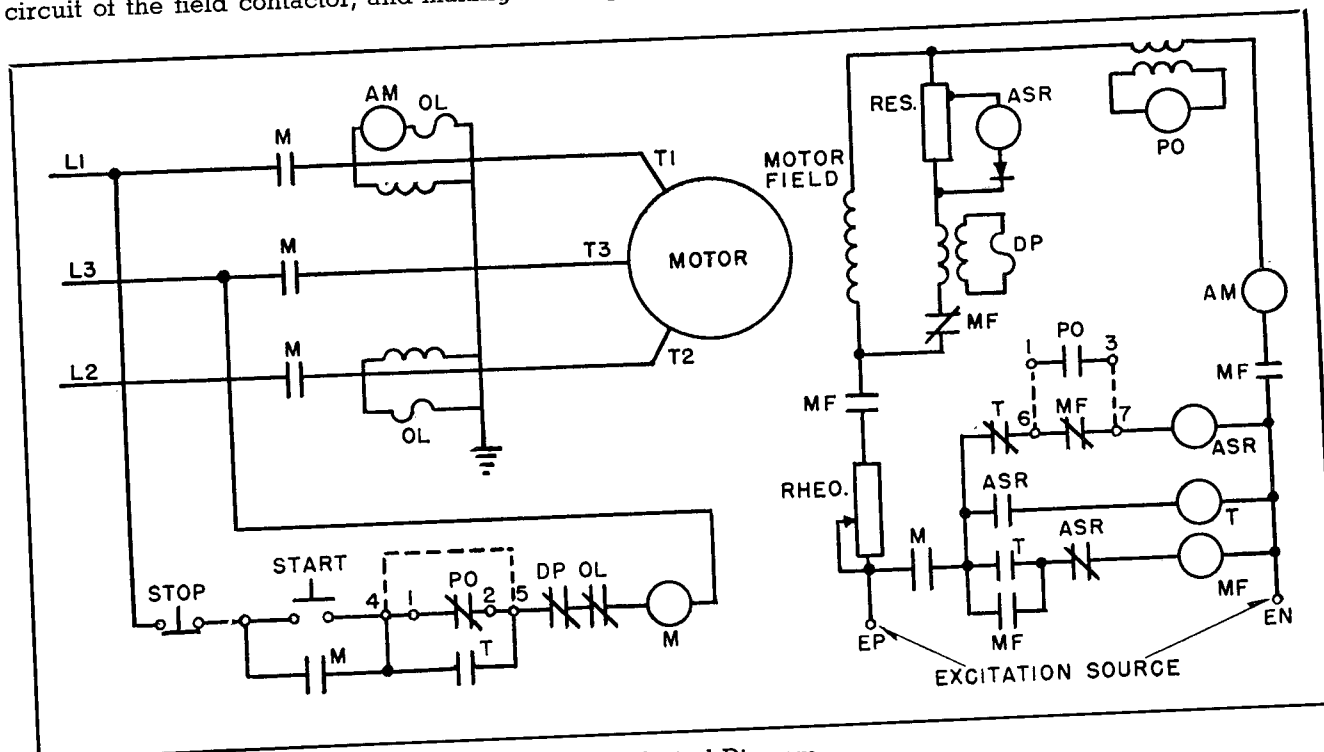 circuit of the field contactor, and
AM
OL
M
L1
T1
M
L3
T3
MOTOR
M
L2
T2
OL
STOP
START
4
1
PO
2
5
DP
OL
M
M
T
RES.
ASR
PO
MOTOR
FIELD
DP
MF
AM
PO
1
3
MF
MF
T
6
MF
7
ASR
RHEO.
ASR
T
M
T
ASR
MF
MF
EP
EN
EXCITATION SOURCE
Diagram